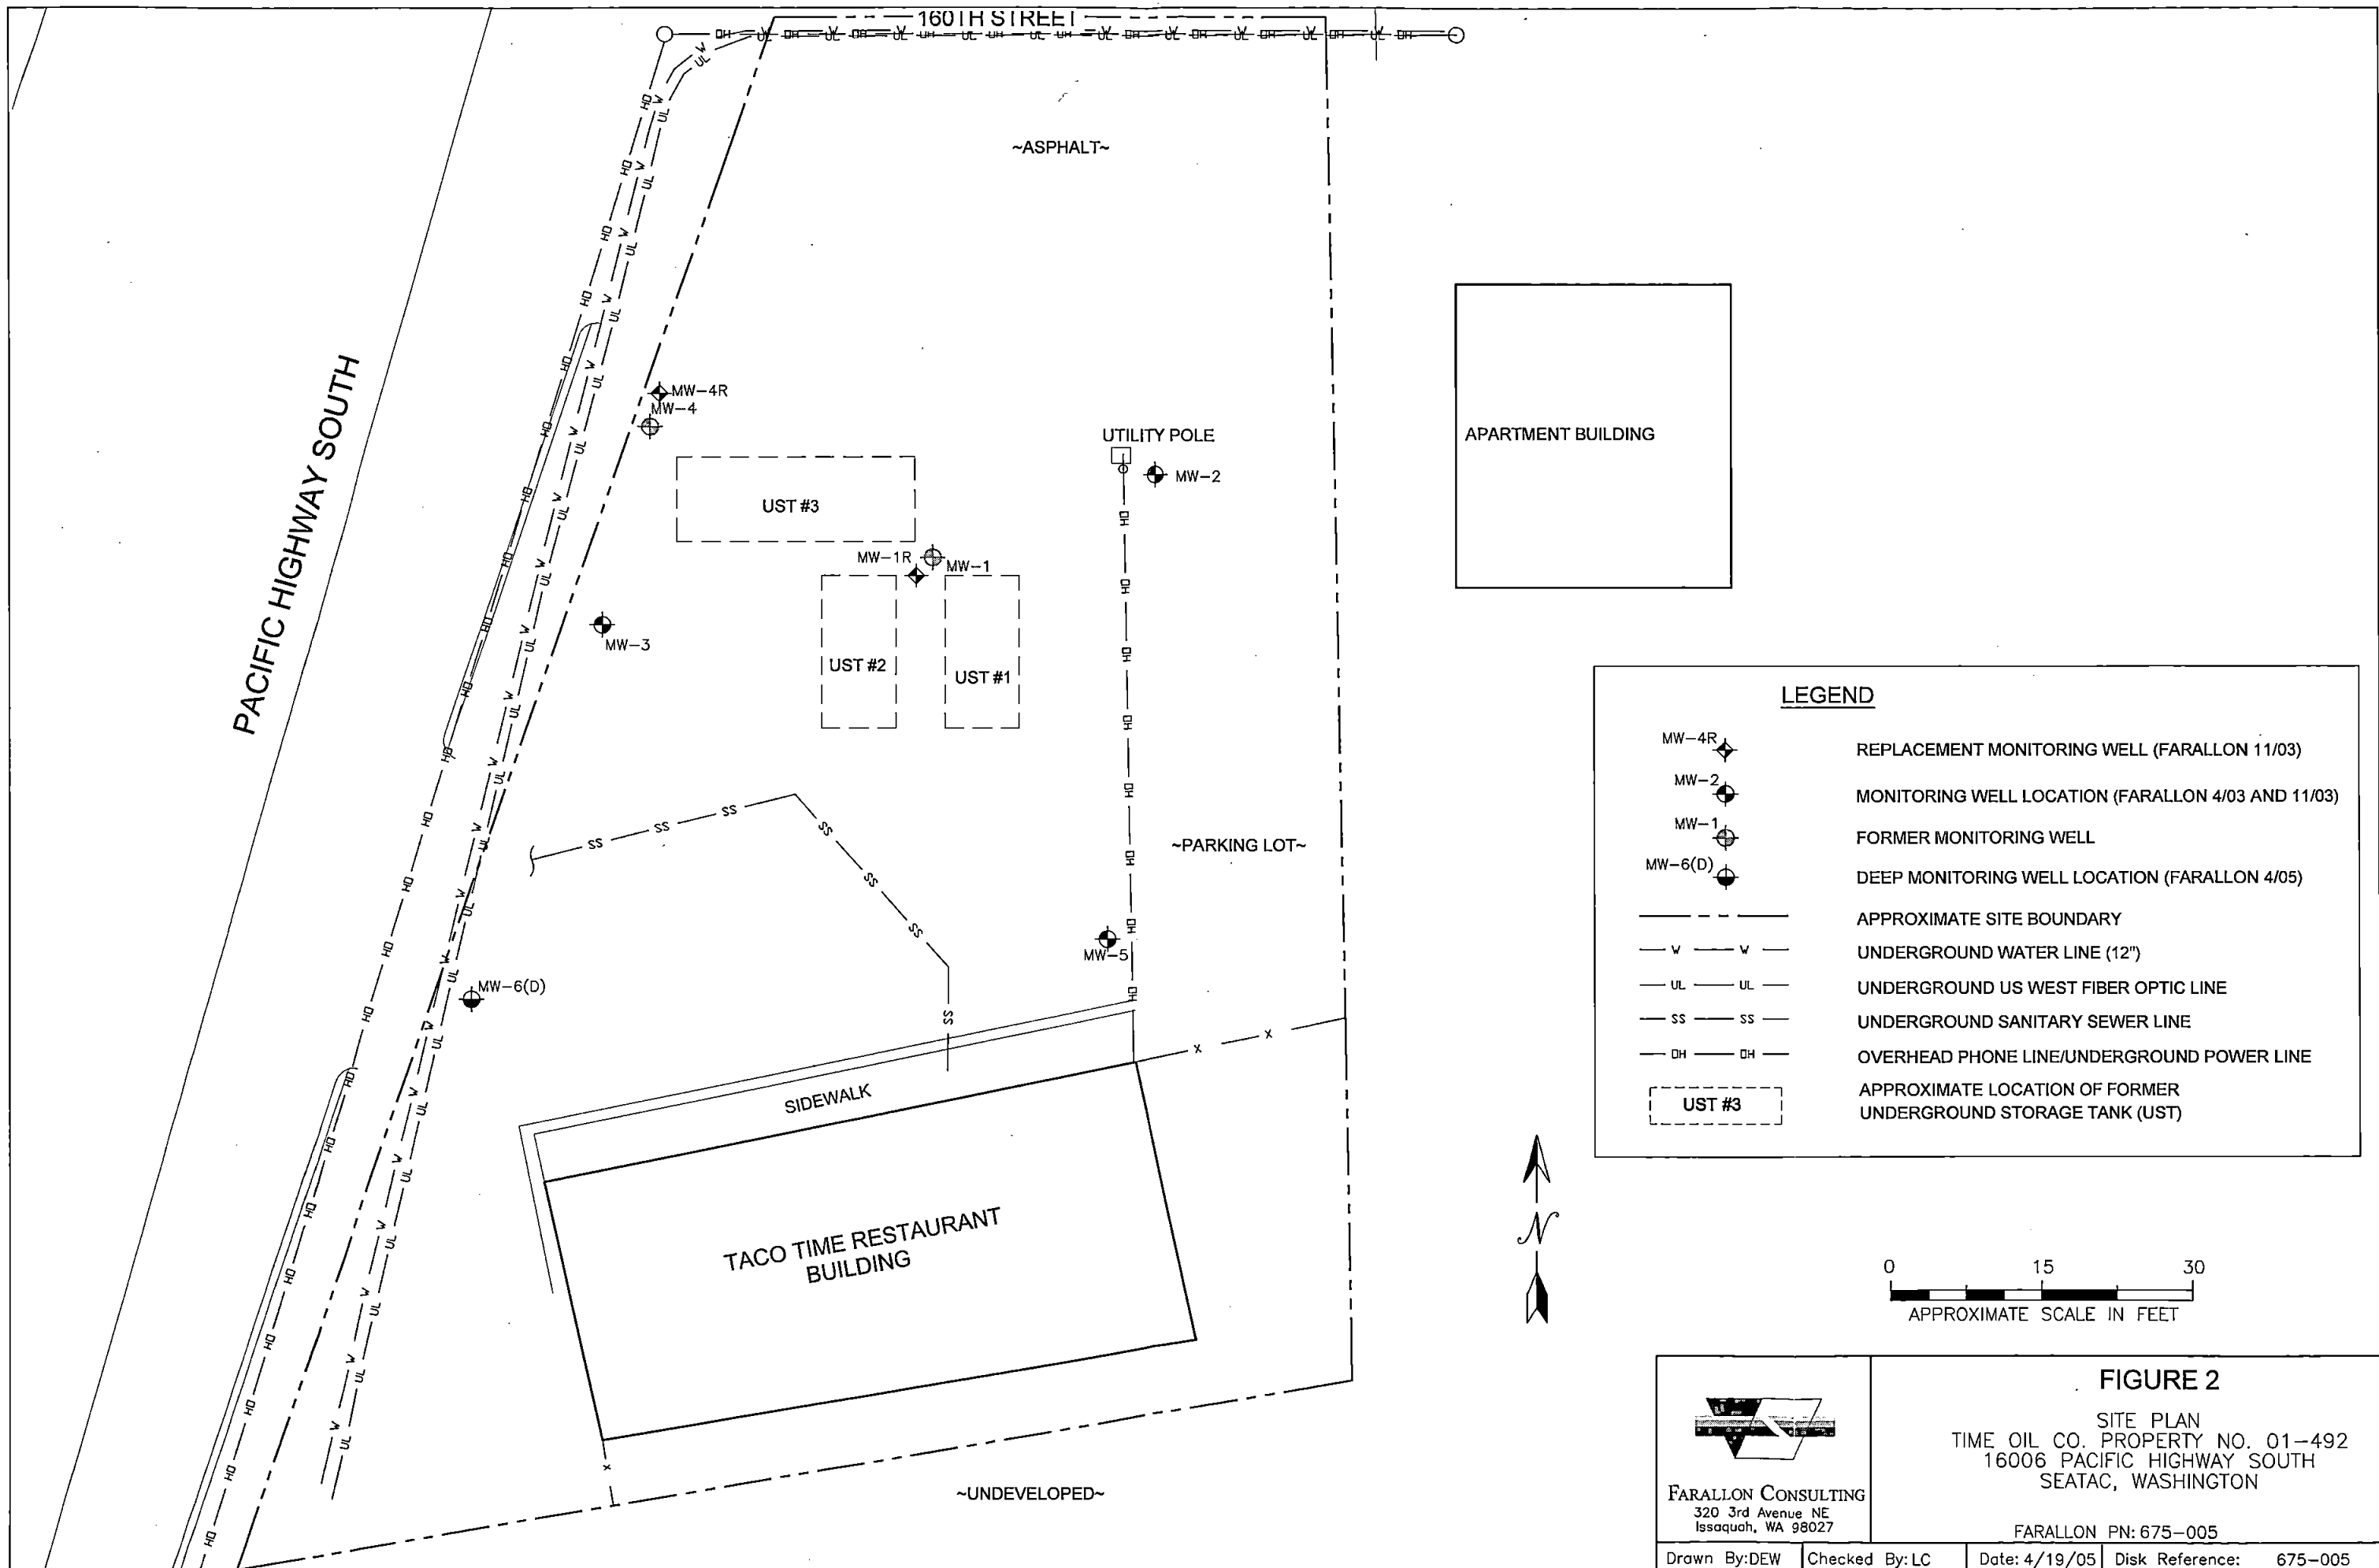 160TH STREET
~ASPHALT~
PACIFIC HIGHWAY SOUTH
MW-4R
MW-4
UTILITY POLE
MW-2
APARTMENT BUILDING
UST #3
MW-1R
MW-1
MW-3
UST #2
UST #1
~PARKING LOT~
MW-5
MW-6(D)
SIDEWALK
TACO TIME RESTAURANT
BUILDING
~UNDEVELOPED~
LEGEND
MW-4R REPLACEMENT MONITORING WELL (FARALLON 11/03)
MW-2 MONITORING WELL LOCATION (FARALLON 4/03 AND 11/03)
MW-1 FORMER MONITORING WELL
MW-6(D) DEEP MONITORING WELL LOCATION (FARALLON 4/05)
APPROXIMATE SITE BOUNDARY
W W UNDERGROUND WATER LINE (12")
UL UL UNDERGROUND US WEST FIBER OPTIC LINE
SS SS UNDERGROUND SANITARY SEWER LINE
OH OH OVERHEAD PHONE LINE/UNDERGROUND POWER LINE
UST #3 APPROXIMATE LOCATION OF FORMER
UNDERGROUND STORAGE TANK (UST)
N
0 15 30
APPROXIMATE SCALE IN FEET
FARALLON CONSULTING
320 3rd Avenue NE
Issaquah, WA 98027
FIGURE 2
SITE PLAN
TIME OIL CO. PROPERTY NO. 01-492
16006 PACIFIC HIGHWAY SOUTH
SEATAC, WASHINGTON
FARALLON PN: 675-005
Drawn By:DEW Checked By: LC Date: 4/19/05 Disk Reference: 675-005